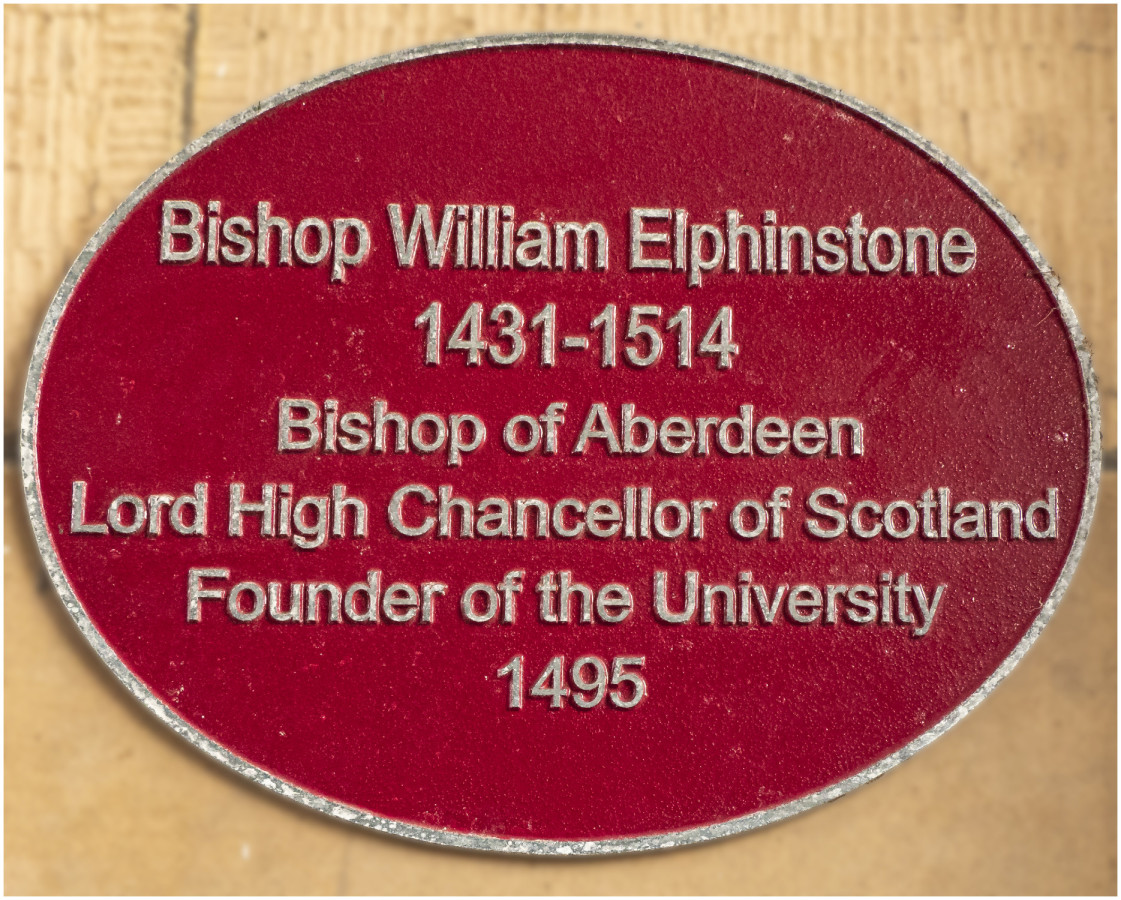 Bishop William Elphinstone
1431-1514
Bishop of Aberdeen
Lord High Chancellor of Scotland
Founder of the University
1495